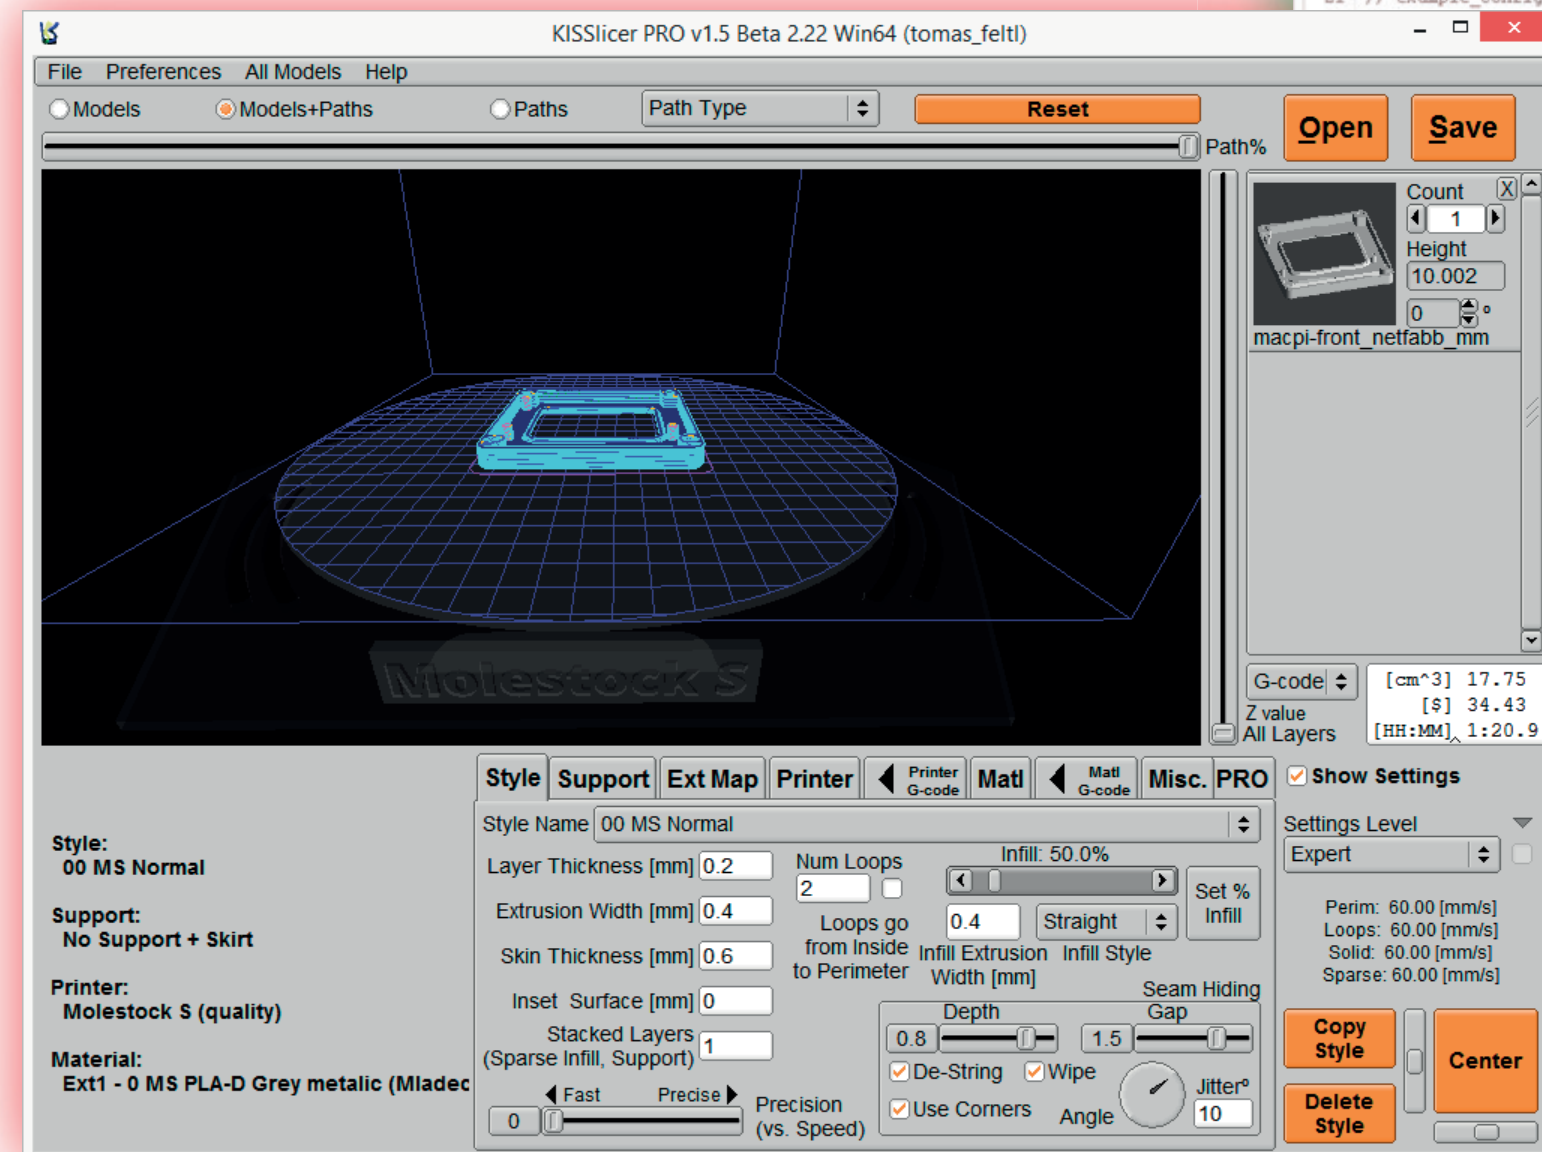 KISSlicer PRO v1.5 Beta 2.22 Win64 (tomas_feltl)
File Preferences All Models Help
Models Models+Paths Paths Path Type Reset
Open Save
Path%
Count X
1
Height
10.002
0 °
macpi-front_netfabb_mm
Molestock S
G-code
Z value
All Layers
[cm^3] 17.75
[$] 34.43
[HH:MM] 1:20.9
Style Support Ext Map Printer Printer G-code Matl Matl G-code Misc. PRO
Show Settings
Style Name 00 MS Normal
Settings Level
Expert
Style:
00 MS Normal
Support:
No Support + Skirt
Printer:
Molestock S (quality)
Material:
Ext1 - 0 MS PLA-D Grey metalic (Mladec
Layer Thickness [mm] 0.2
Extrusion Width [mm] 0.4
Skin Thickness [mm] 0.6
Inset Surface [mm] 0
Stacked Layers
(Sparse Infill, Support) 1
Fast Precise
0
Precision
(vs. Speed)
Num Loops
2
Loops go
from Inside
to Perimeter
Infill: 50.0%
Set %
Infill
0.4 Straight
Infill Extrusion
Width [mm]
Infill Style
Seam Hiding
Depth Gap
0.8 1.5
De-String Wipe
Use Corners
Angle
Jitterº
10
Perim: 60.00 [mm/s]
Loops: 60.00 [mm/s]
Solid: 60.00 [mm/s]
Sparse: 60.00 [mm/s]
Copy
Style
Center
Delete
Style